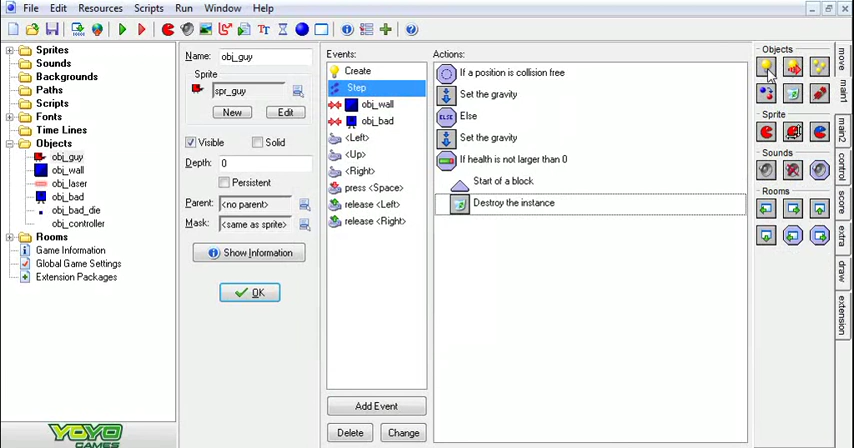 File Edit Resources Scripts Run Window Help
Sprites
Sounds
Backgrounds
Paths
Scripts
Fonts
Time Lines
Objects
obj_guy
obj_wall
obj_laser
obj_bad
obj_bad_die
obj_controller
Rooms
Game Information
Global Game Settings
Extension Packages
YOYO
GAMES
Name: obj_guy
Sprite
spr_guy
New Edit
Visible Solid
Depth: 0
Persistent
Parent: <no parent>
Mask: <same as sprite>
Show Information
OK
Events:
Create
Step
obj_wall
obj_bad
<Left>
<Up>
<Right>
press <Space>
release <Left>
release <Right>
Add Event
Delete Change
Actions:
If a position is collision free
Set the gravity
ELSE Else
Set the gravity
If health is not larger than 0
Start of a block
Destroy the instance
Objects
Sprite
Sounds
Rooms
move
main1
main2
control
score
extra
draw
extension